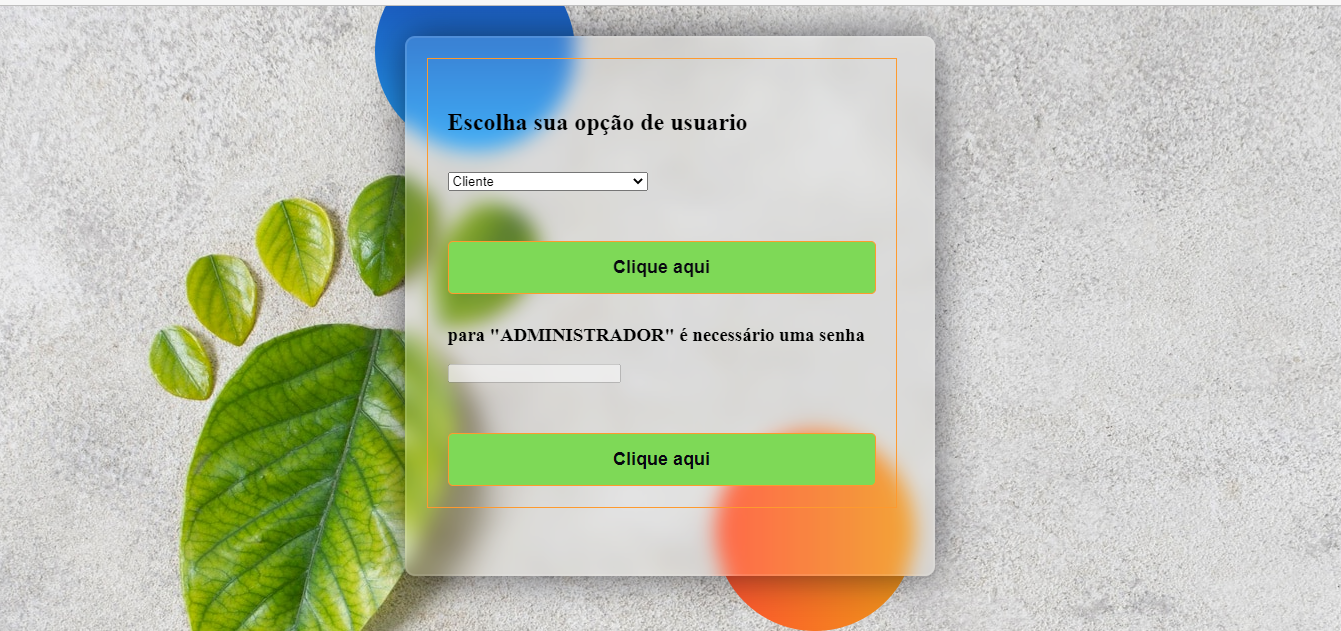 Escolha sua opção de usuario
Cliente
Clique aqui
para "ADMINISTRADOR" é necessário uma senha
Clique aqui